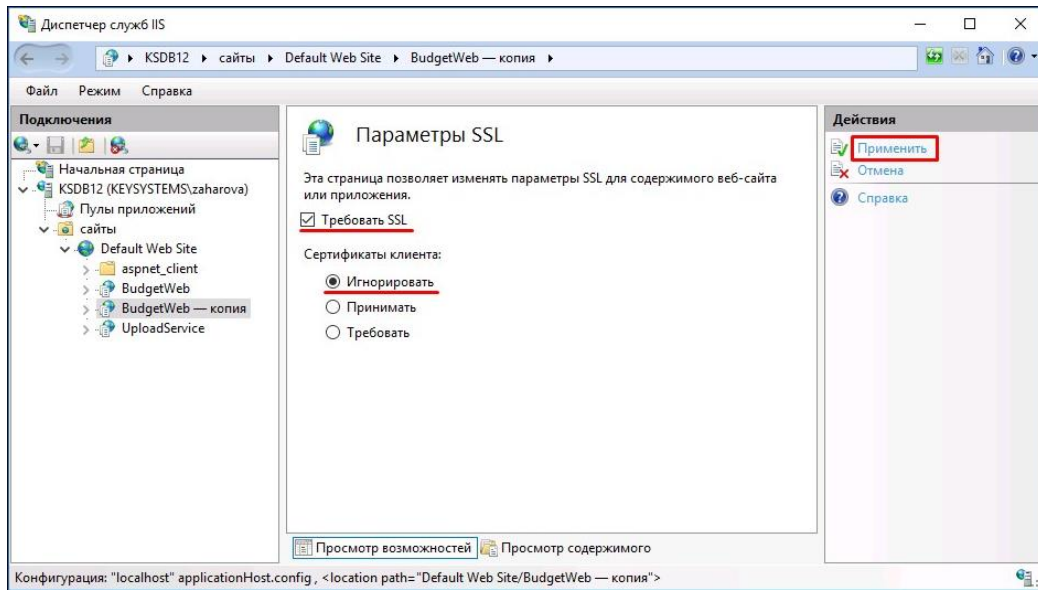 Диспетчер служб IIS
KSDB12 сайты Default Web Site BudgetWeb — копия
Файл Режим Справка
Подключения
Начальная страница
KSDB12 (KEYSYSTEMS\zaharova)
Пулы приложений
сайты
Default Web Site
aspnet_client
BudgetWeb
BudgetWeb — копия
UploadService
Параметры SSL
Эта страница позволяет изменять параметры SSL для содержимого веб-сайта
или приложения.
Требовать SSL
Сертификаты клиента:
Игнорировать
Принимать
Требовать
Просмотр возможностей Просмотр содержимого
Действия
Применить
Отмена
Справка
Конфигурация: "localhost" applicationHost.config , <location path="Default Web Site/BudgetWeb — копия">